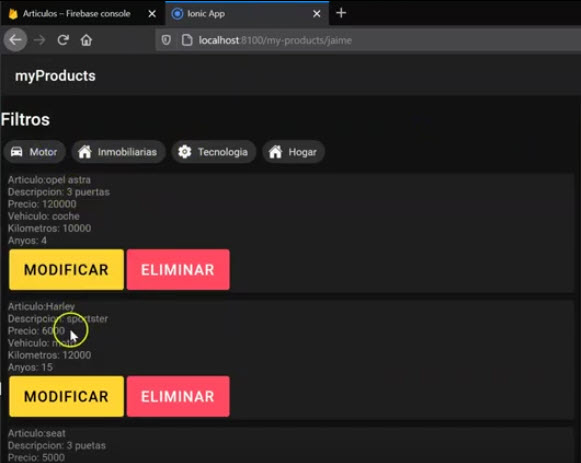 Articulos – Firebase console
Ionic App
localhost:8100/my-products/jaime
myProducts
Filtros
Motor
Inmobiliarias
Tecnologia
Hogar
Articulo:opel astra
Descripcion: 3 puertas
Precio: 120000
Vehiculo: coche
Kilometros: 10000
Anyos: 4
MODIFICAR
ELIMINAR
Articulo:Harley
Descripcion: sportster
Precio: 6000
Vehiculo: moto
Kilometros: 12000
Anyos: 15
MODIFICAR
ELIMINAR
Articulo:seat
Descripcion: 3 puetas
Precio: 5000